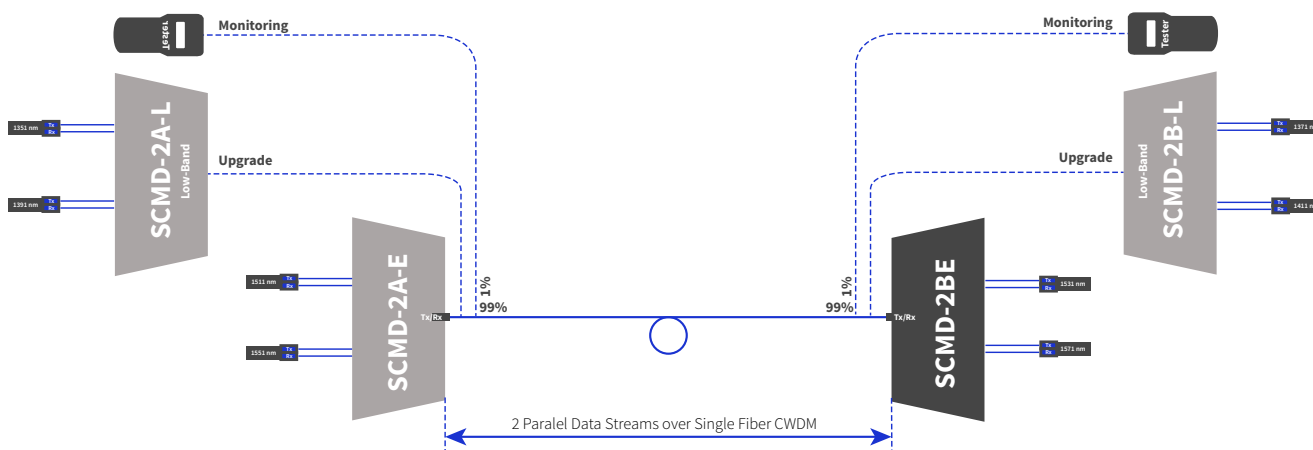 Monitoring
Monitoring
Tester
Tester
SCMD-2A-L
Low-Band
SCMD-2B-L
Low-Band
1351 nm
Tx
Rx
Tx
Rx
1371 n
Upgrade
Upgrade
1391 nm
Tx
Rx
Tx
Rx
1411 n
SCMD-2A-E
SCMD-2BE
1511 nm
Tx
Rx
1%
99%
1%
99%
Tx
Rx
1531 nm
Tx/Rx
Tx/Rx
1551 nm
Tx
Rx
Tx
Rx
1571 nm
2 Paralel Data Streams over Single Fiber CWDM